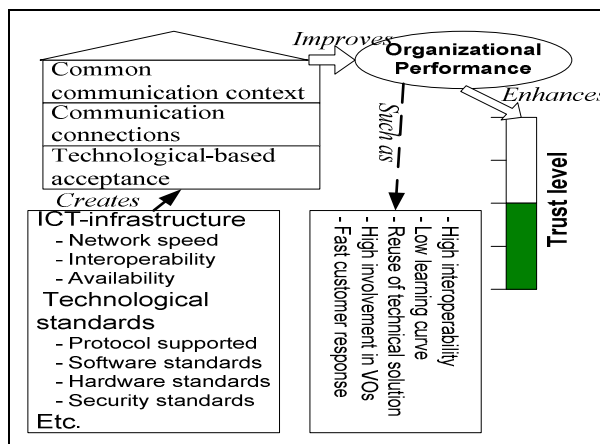 Improves
Organizational
Performance
Enhances
Common
communication context
Communication
connections
Technological-based
acceptance
Creates
Such as
Trust level
ICT-infrastructure
- Network speed
- Interoperability
- Availability
Technological
standards
- Protocol supported
- Software standards
- Hardware standards
- Security standards
Etc.
- High interoperability
- Low learning curve
- Reuse of technical solution
- High involvement in VOs
- Fast customer response